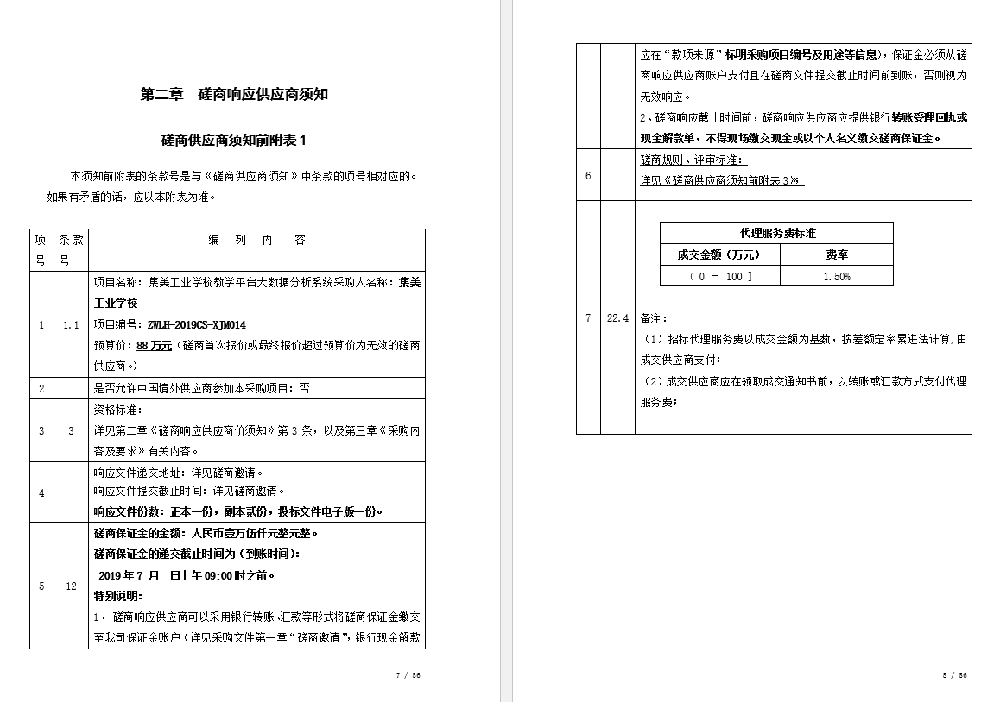 第二章　磋商响应供应商须知
磋商供应商须知前附表 1
本须知前附表的条款号是与《磋商供应商须知》中条款的项号相对应的。
如果有矛盾的话，应以本附表为准。
项号
条款号
编　列　内　容
1
1.1
项目名称：集美工业学校教学平台大数据分析系统采购人名称：集美
工业学校
项目编号：ZWLH-2019CS-XJM014
预算价：88 万元（磋商首次报价或最终报价超过预算价为无效的磋商
供应商。）
2
是否允许中国境外供应商参加本采购项目：否
3
3
资格标准：
详见第二章《磋商响应供应商价须知》第 3 条，以及第三章《采购内
容及要求》有关内容。
4
响应文件递交地址：详见磋商邀请。
响应文件提交截止时间：详见磋商邀请。
响应文件份数：正本一份，副本贰份，投标文件电子版一份。
5
12
磋商保证金的金额：人民币壹万伍仟元整元整。
磋商保证金的递交截止时间为（到账时间）：
2019 年 7 月　日上午 09:00 时之前。
特别说明：
1、 磋商响应供应商可以采用银行转账、汇款等形式将磋商保证金缴交
至我司保证金账户（详见采购文件第一章“磋商邀请”，银行现金解款
7 / 86
应在“款项来源”标明采购项目编号及用途等信息），保证金必须从磋
商响应供应商账户支付且在磋商文件提交截止时间前到账，否则视为
无效响应。
2、磋商响应截止时间前，磋商响应供应商应提供银行转账受理回执或
现金解款单，不得现场缴交现金或以个人名义缴交磋商保证金。
6
磋商规则、评审标准：
详见《磋商供应商须知前附表 3》；
7
22.4
代理服务费标准
成交金额（万元）
费率
( 0 － 100 ]
1.50%
备注：
（1）招标代理服务费以成交金额为基数，按差额定率累进法计算,由
成交供应商支付；
（2）成交供应商应在领取成交通知书前，以转账或汇款方式支付代理
服务费；
8 / 86